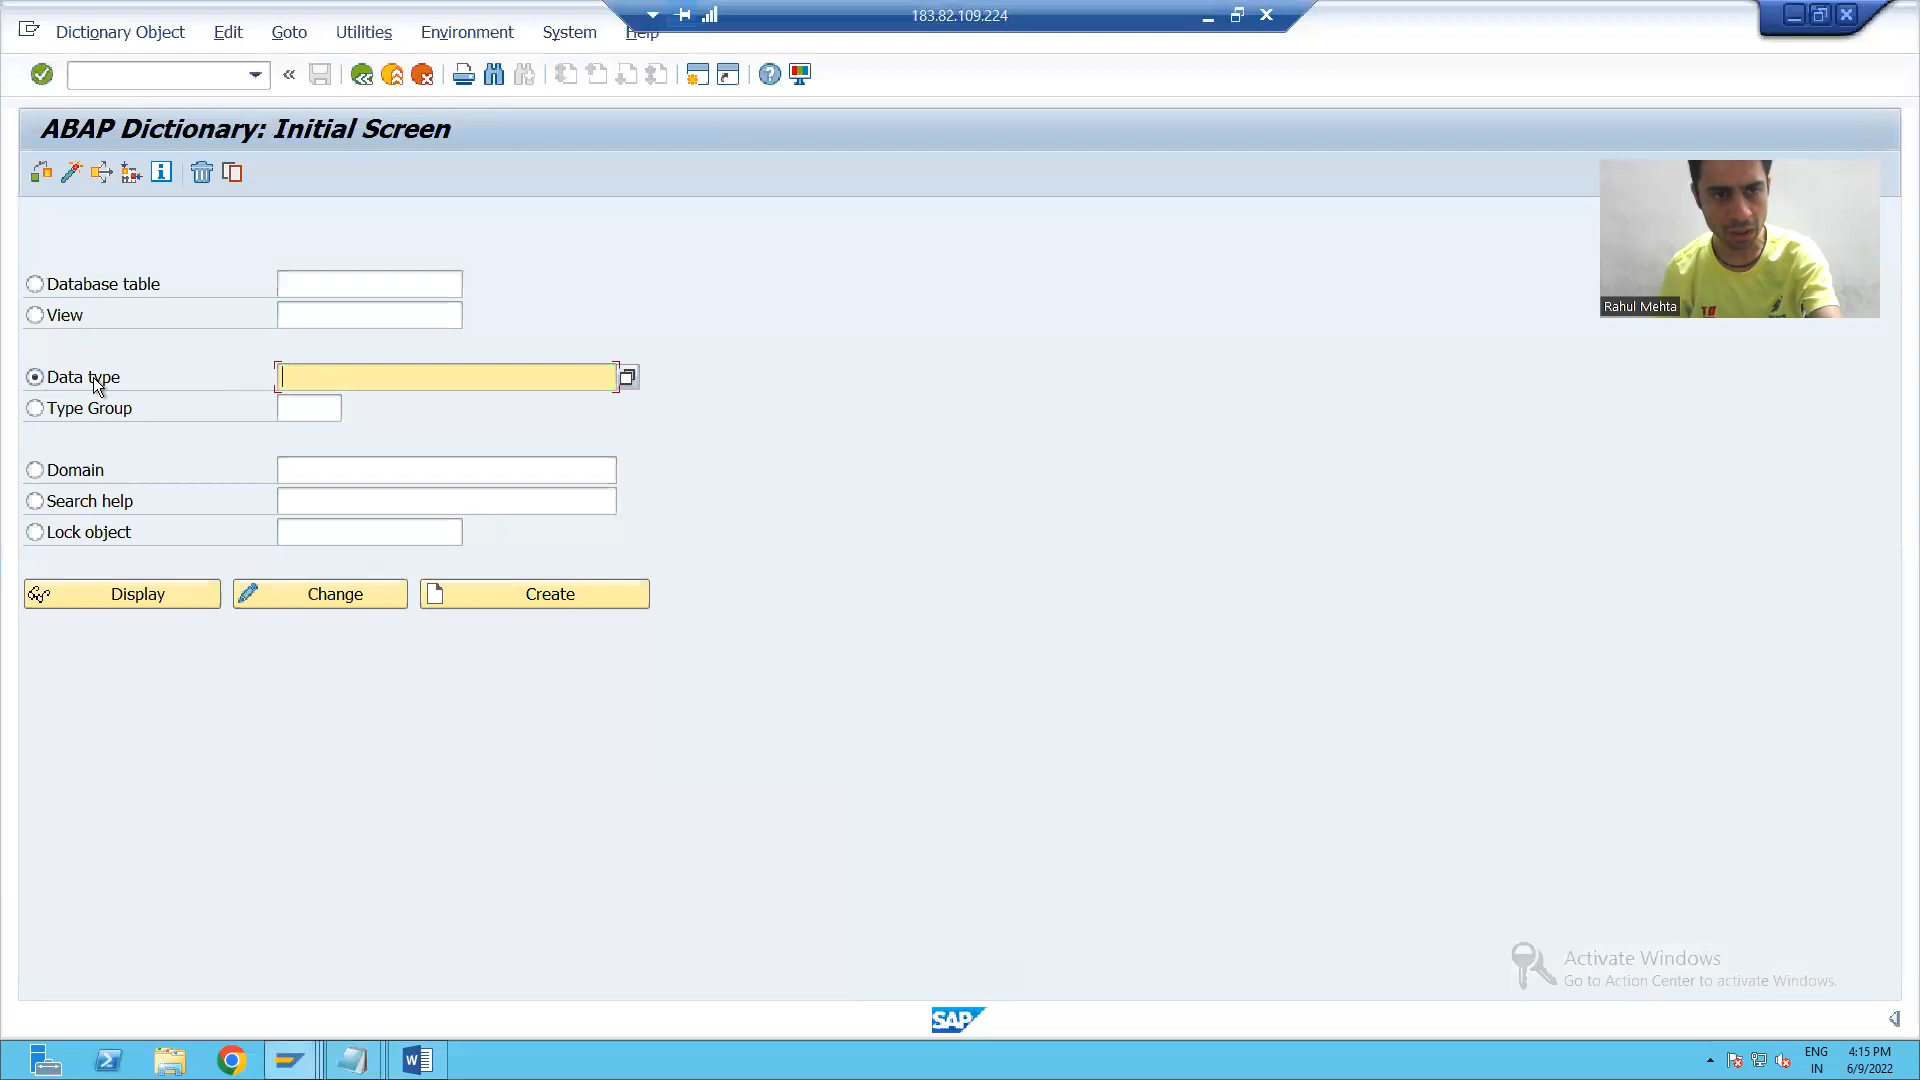 183.82.109.224
Dictionary Object Edit Goto Utilities Environment System Help
ABAP Dictionary: Initial Screen
Database table
View
Rahul Mehta
Data type
Type Group
Domain
Search help
Lock object
Display Change Create
Activate Windows
Go to Action Center to activate Windows.
SAP
ENG 4:15 PM
IN 6/9/2022